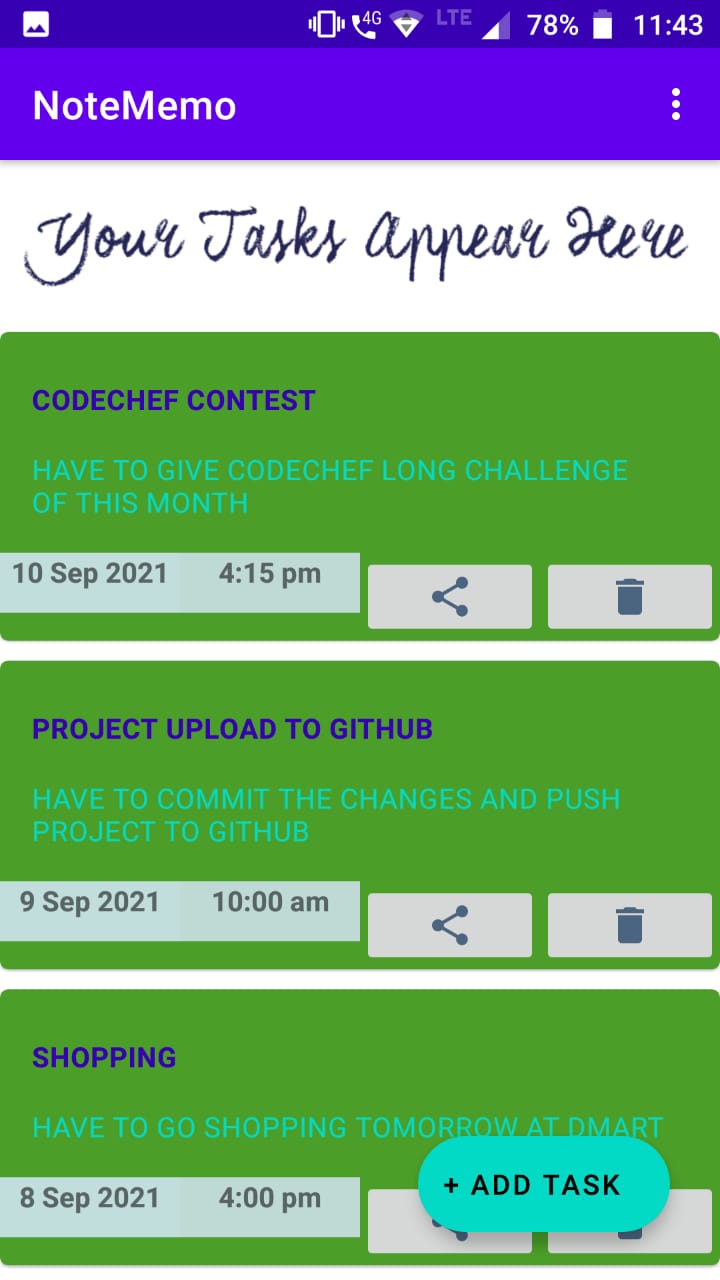 4G LTE 78% 11:43
NoteMemo
Your Tasks Appear Here
CODECHEF CONTEST
HAVE TO GIVE CODECHEF LONG CHALLENGE
OF THIS MONTH
10 Sep 2021 4:15 pm
PROJECT UPLOAD TO GITHUB
HAVE TO COMMIT THE CHANGES AND PUSH
PROJECT TO GITHUB
9 Sep 2021 10:00 am
SHOPPING
HAVE TO GO SHOPPING TOMORROW AT DMART
8 Sep 2021 4:00 pm
+ ADD TASK